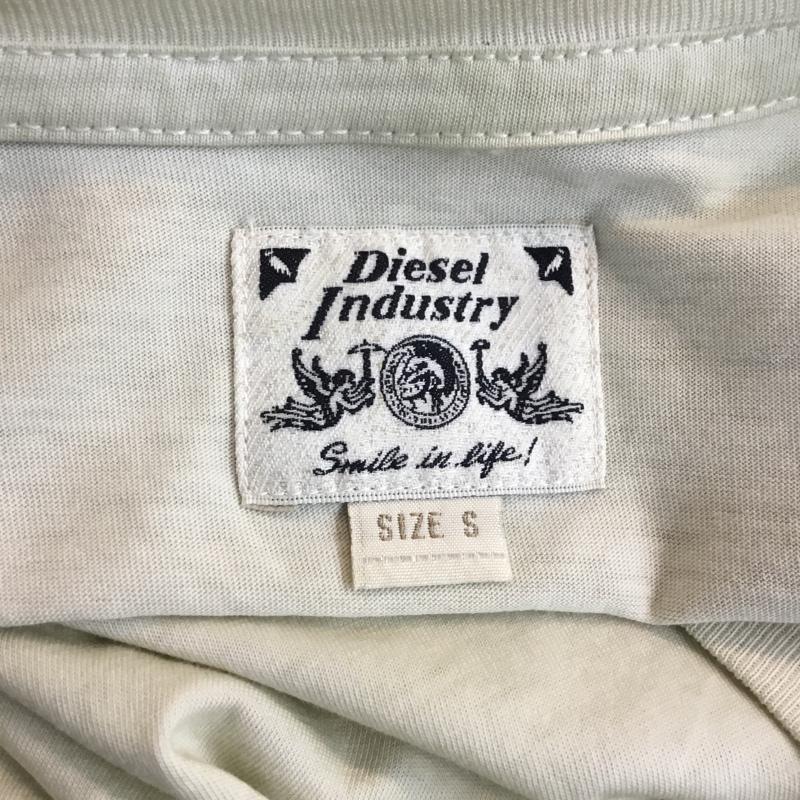 Diesel
Industry
Smile in life!
SIZE S